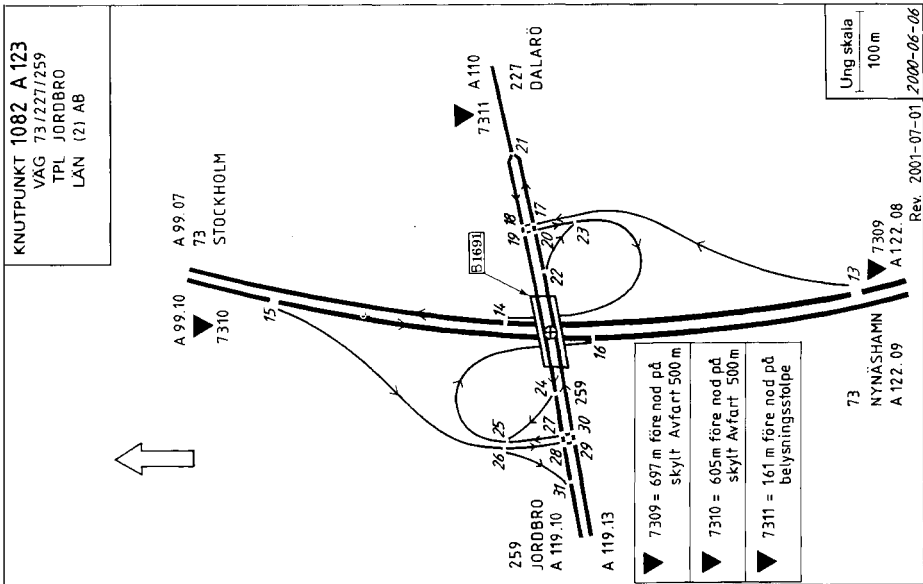 KNUTPUNKT 1082 A 123
VÄG 73/227/259
TPL JORDBRO
LÄN (2) AB
A 99.07
73
STOCKHOLM
A 99.10
7310
15
A 110
7311
227
DALARÖ
21
B1691
19
18
17
20
22
23
14
16
24
259
25
26
27
28
29
30
31
259
JORDBRO
A 119.10
A 119.13
13
7309
A 122.08
73
NYNÄSHAMN
A 122.09
7309 = 697 m före nod på
skylt Avfart 500 m
7310 = 605 m före nod på
skylt Avfart 500 m
7311 = 161 m före nod på
belysningsstolpe
Ung skala
100 m
Rev. 2001-07-01
2000-06-06